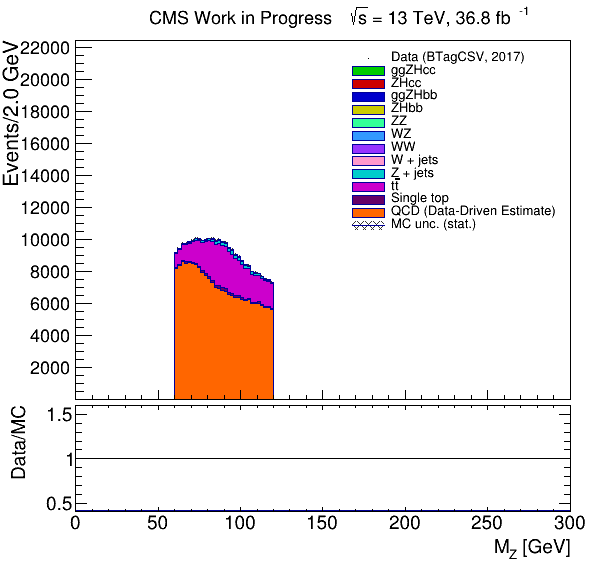 CMS Work in Progress √s = 13 TeV, 36.8 fb⁻¹
Events/2.0 GeV
22000
20000
18000
16000
14000
12000
10000
8000
6000
4000
2000
Data (BTagCSV, 2017)
ggZHcc
ZHcc
ggZHbb
ZHbb
ZZ
WZ
WW
W + jets
Z + jets
tt̅
Single top
QCD (Data-Driven Estimate)
MC unc. (stat.)
Data/MC
1.5
1
0.5
0 50 100 150 200 250 300
M_Z [GeV]